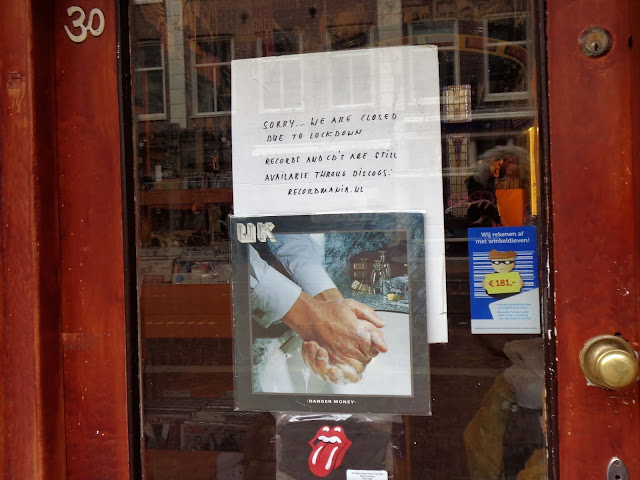 30
SORRY... WE ARE CLOSED
DUE TO LOCKDOWN
RECORDS AND CD'S ARE STILL
AVAILABLE THROUG DISCOGS:
RECORDMANIA.NL
UK
Wij rekenen af
met winkeldieven!
€181,-
·DANGER MONEY·